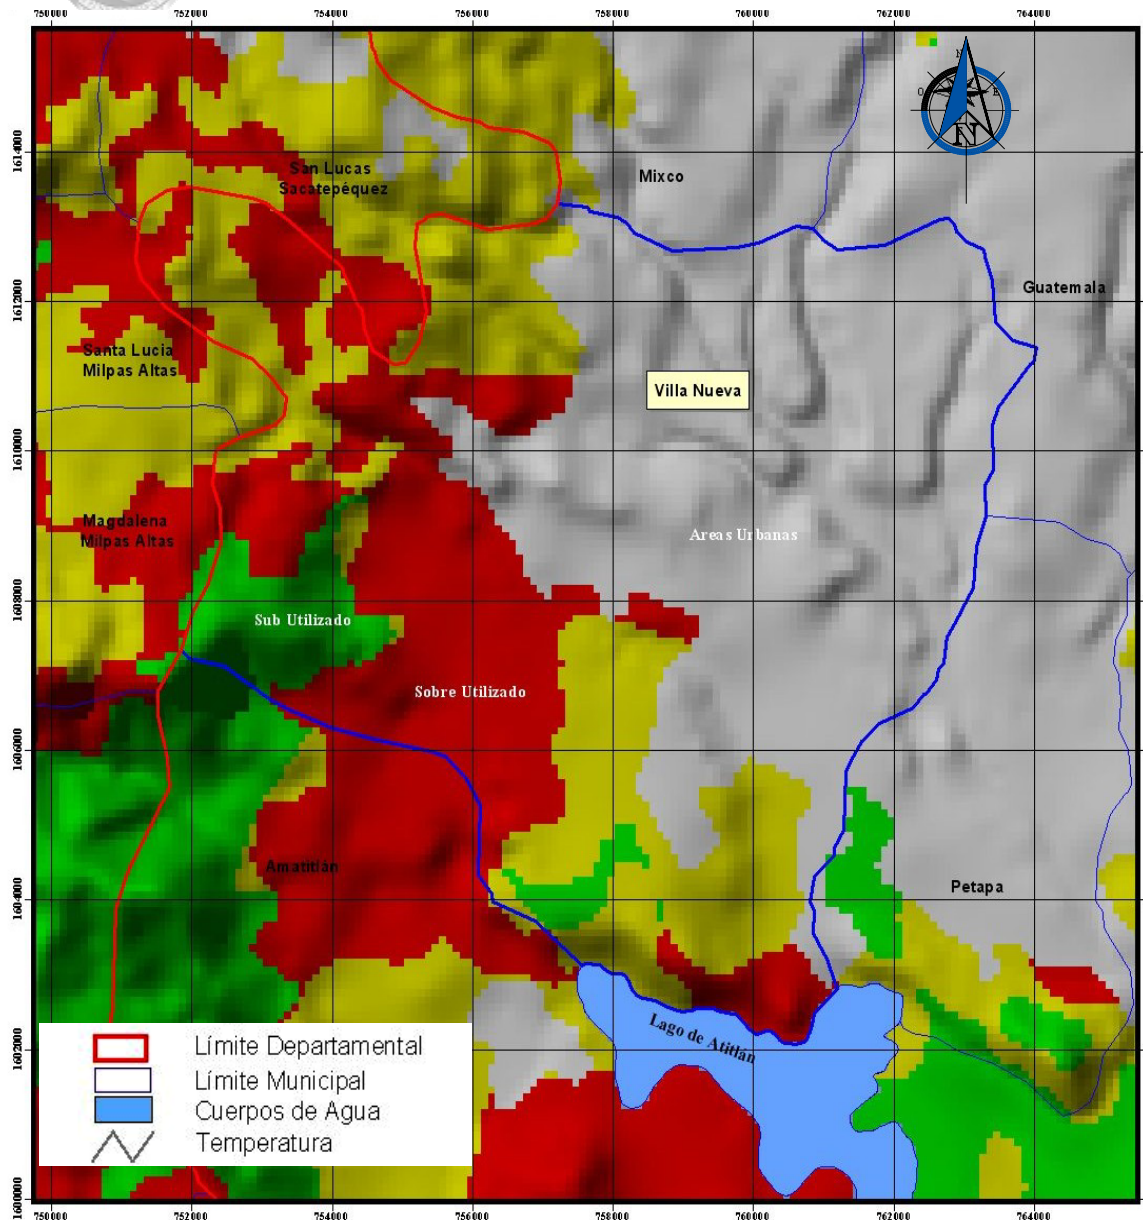 750000 752000 754000 756000 758000 760000 762000 764000
N
O E
N
1614000
San Lucas
Sacatepéquez
Mixco
1612000
Guatemala
Santa Lucia
Milpas Altas
Villa Nueva
1610000
Magdalena
Milpas Altas
Areas Urbanas
1608000
Sub Utilizado
Sobre Utilizado
1606000
Amatitlán
Petapa
1604000
Lago de Atitlán
1602000
Límite Departamental
Límite Municipal
Cuerpos de Agua
Temperatura
1600000
750000 752000 754000 756000 758000 760000 762000 764000